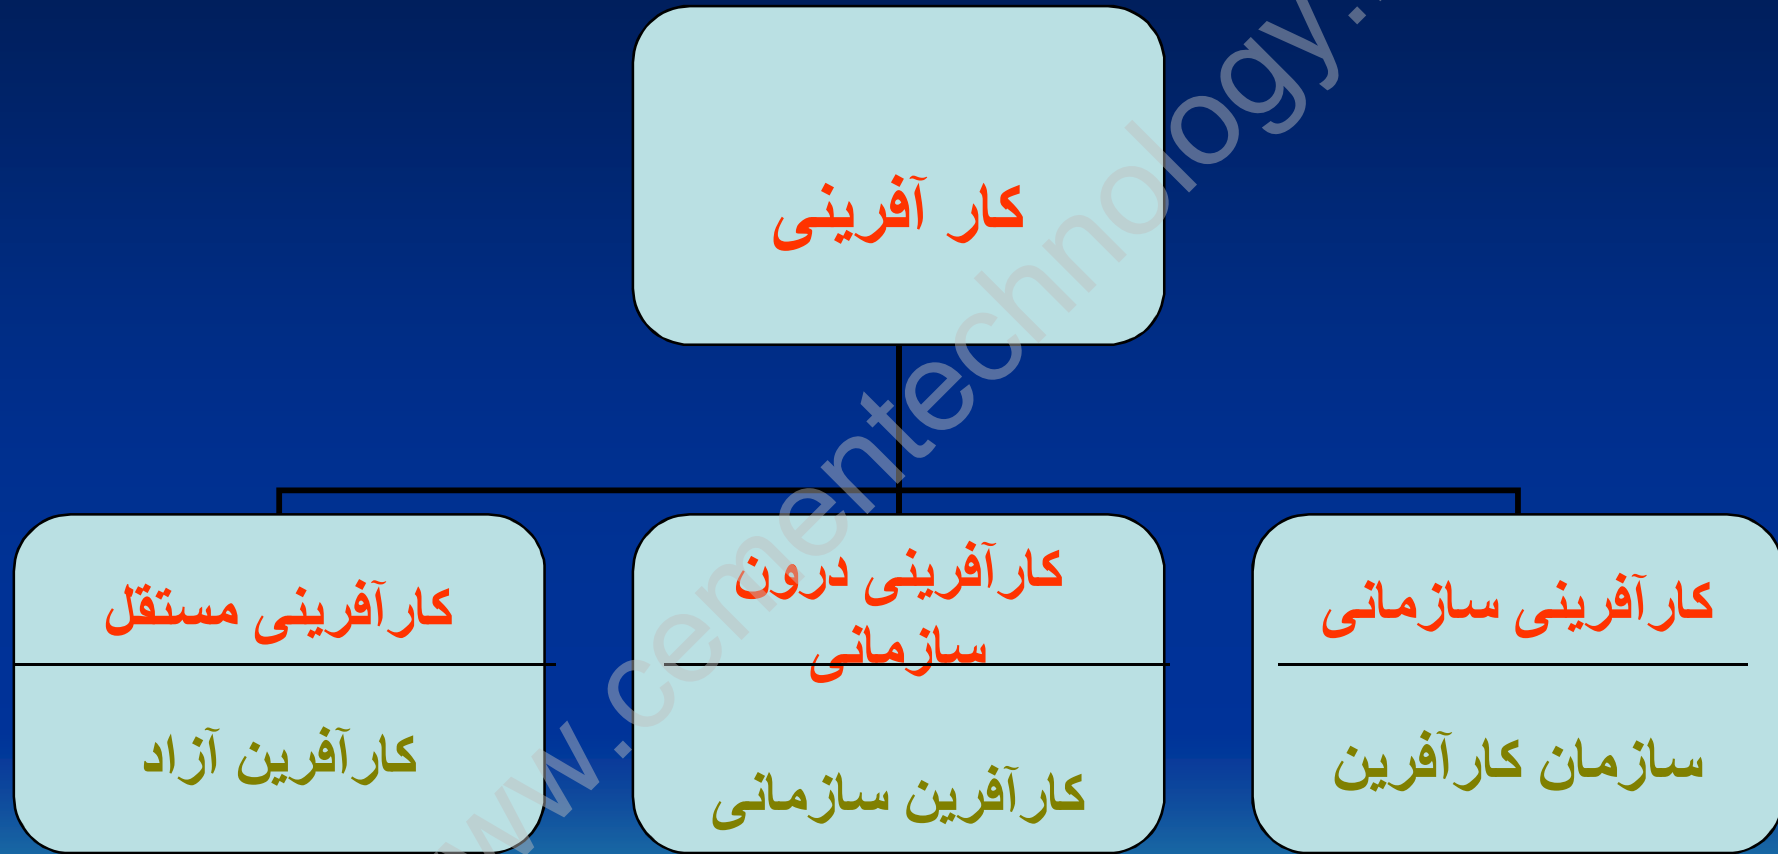 کار آفرینی
کارآفرینی سازمانی
سازمان کارآفرین
کارآفرینی درون
سازمانی
کارآفرین سازمانی
کارآفرینی مستقل
کارآفرین آزاد
www.cementechnology.